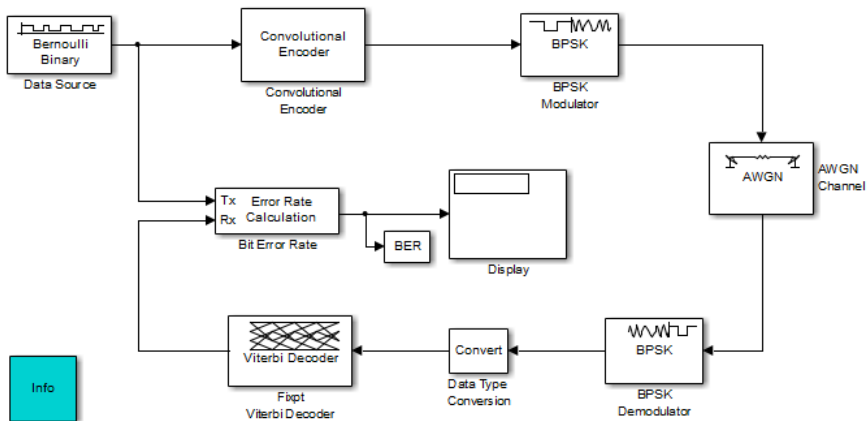 Bernoulli
Binary
Data Source
Convolutional
Encoder
Convolutional
Encoder
BPSK
BPSK
Modulator
AWGN
AWGN
Channel
Tx
Rx
Error Rate
Calculation
Bit Error Rate
BER
Display
Viterbi Decoder
Fixpt
Viterbi Decoder
Convert
Data Type
Conversion
BPSK
BPSK
Demodulator
Info